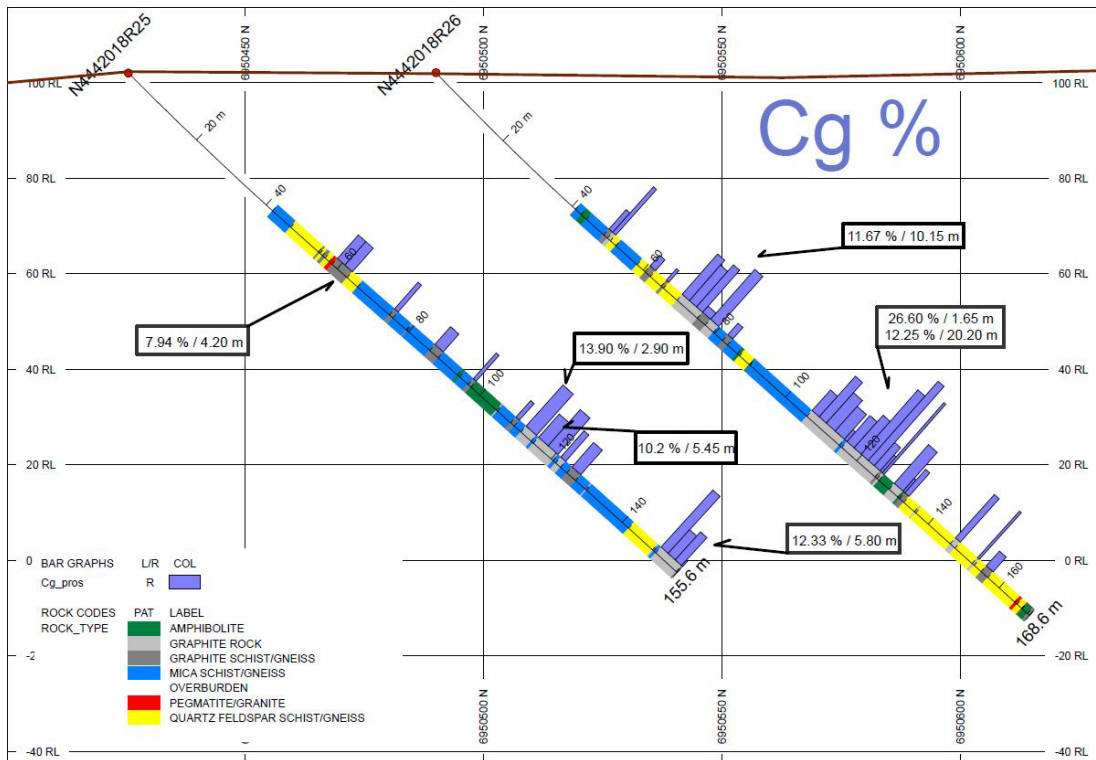 N4442018R25
6950450 N
N4442018R26
6950500 N
6950550 N
6950600 N
100 RL
100 RL
20 m
20 m
Cg %
80 RL
80 RL
40
40
11.67 % / 10.15 m
60
60
60 RL
60 RL
7.94 % / 4.20 m
80
80
26.60 % / 1.65 m
12.25 % / 20.20 m
13.90 % / 2.90 m
40 RL
40 RL
100
100
10.2 % / 5.45 m
120
120
20 RL
20 RL
140
140
12.33 % / 5.80 m
0
0 RL
155.6 m
160
168.6 m
BAR GRAPHS L/R COL
Cg_pros R
ROCK CODES PAT LABEL
ROCK_TYPE AMPHIBOLITE
GRAPHITE ROCK
GRAPHITE SCHIST/GNEISS
-2 MICA SCHIST/GNEISS
-20 RL
OVERBURDEN
PEGMATITE/GRANITE
QUARTZ FELDSPAR SCHIST/GNEISS
6950500 N
6950550 N
6950600 N
-40 RL
-40 RL